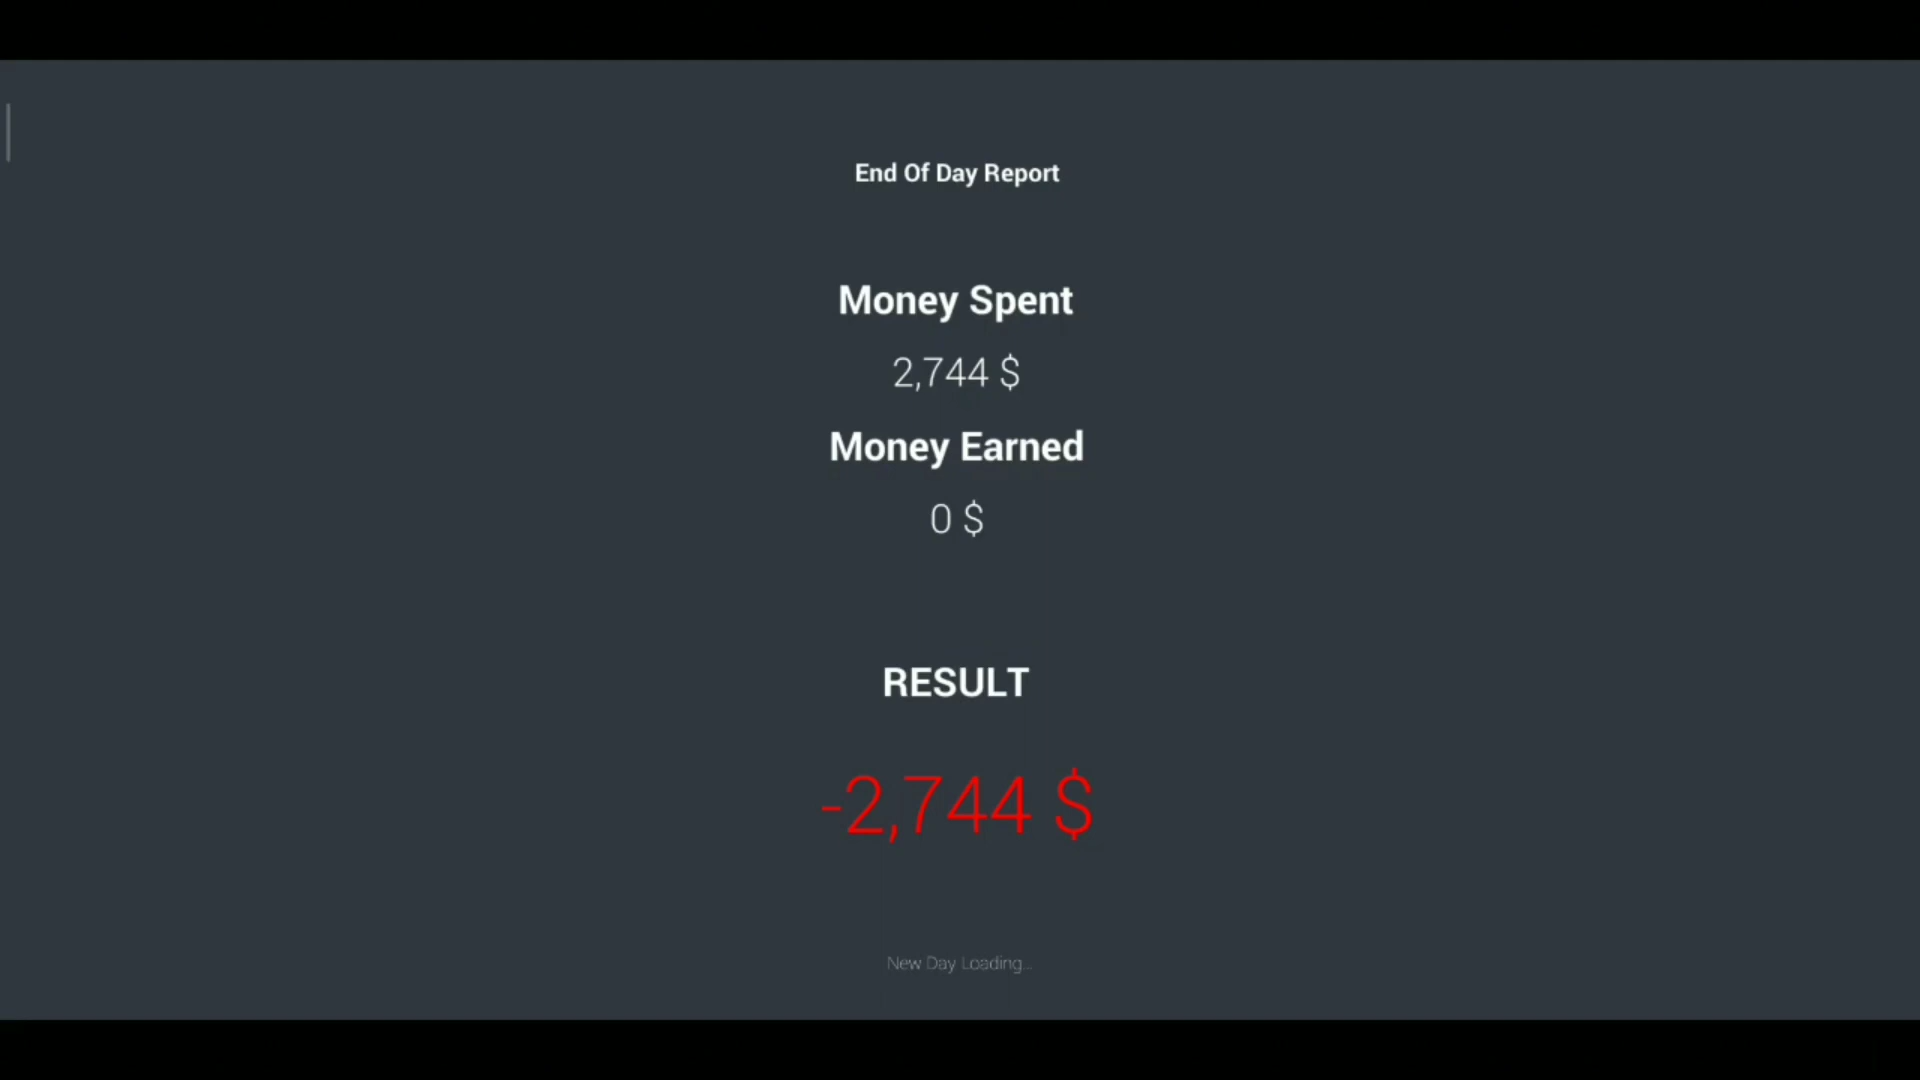 End Of Day Report
Money Spent
2,744 $
Money Earned
0 $
RESULT
-2,744 $
New Day Loading...